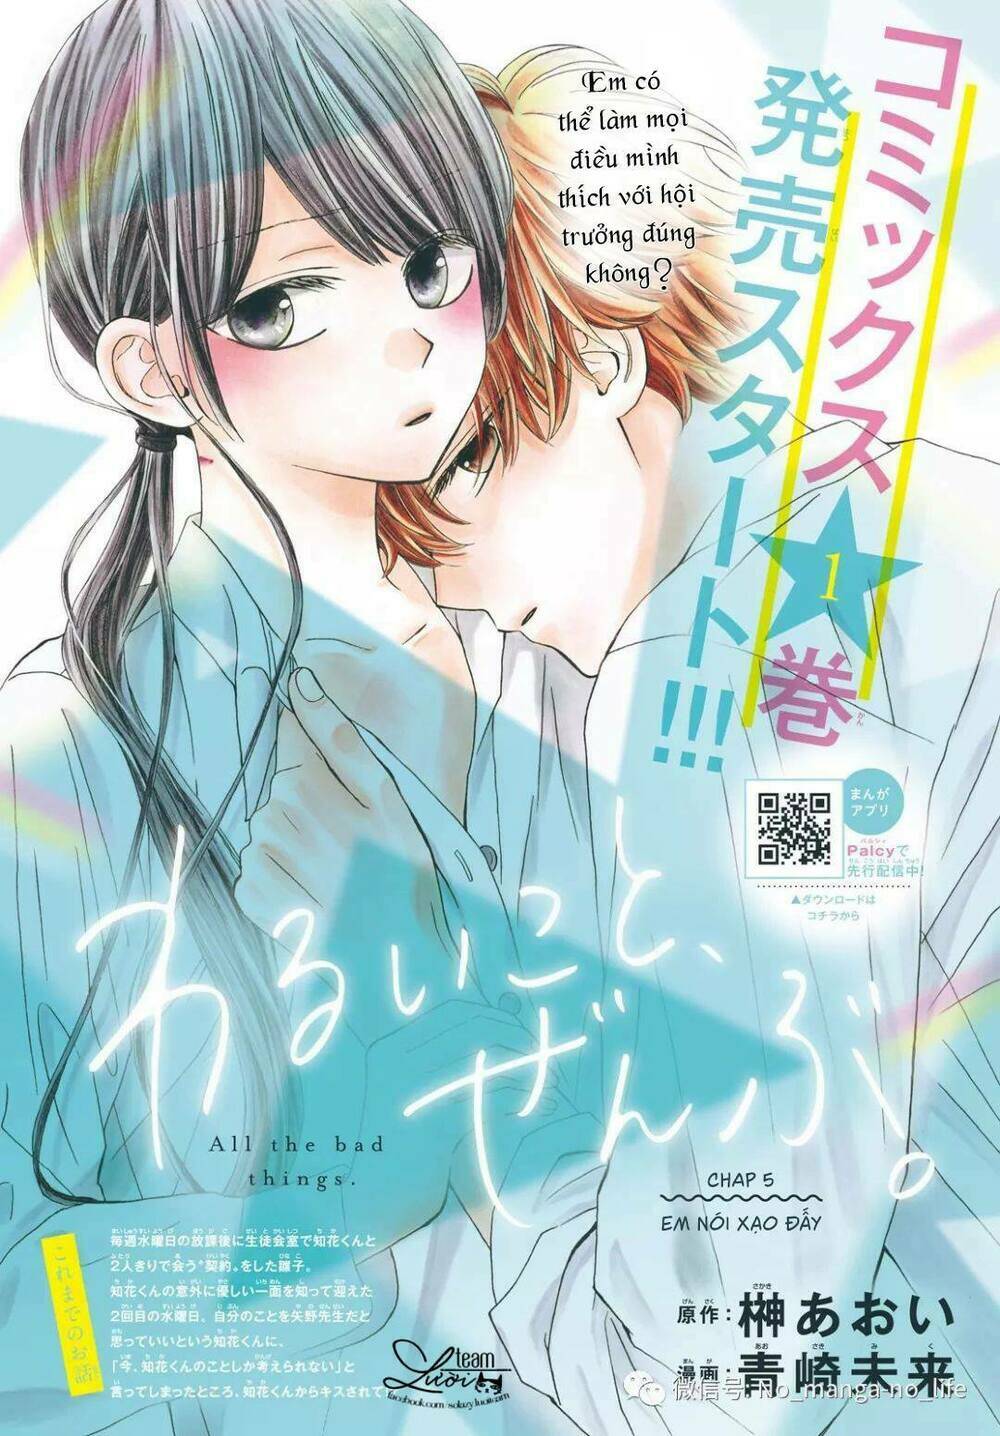 コミックス1巻
発売スタート!!!
Em có
thể làm mọi
điều mình
thích với hội
trưởng đúng
không?
まんが
アプリ
Palcyで
先行配信中!
▲ダウンロードは
コチラから
わるいこと、
ぜんぶ。
All the bad
things.
CHAP 5
EM NÓI XẠO ĐẤY
これまでのお話
毎週水曜日の放課後に生徒会室で知花くんと
2人きりで会う“契約”をした雛子。
知花くんの意外に優しい一面を知って迎えた
2回目の水曜日、自分のことを矢野先生だと
思っていいという知花くんに、
「今、知花くんのことしか考えられない」と
言ってしまったところ、知花くんからキスされて!
原作:榊あおい
漫画:青崎未来
team
Lười
facebook.com/solazy.luoiteam
微信号: No_manga-no_life